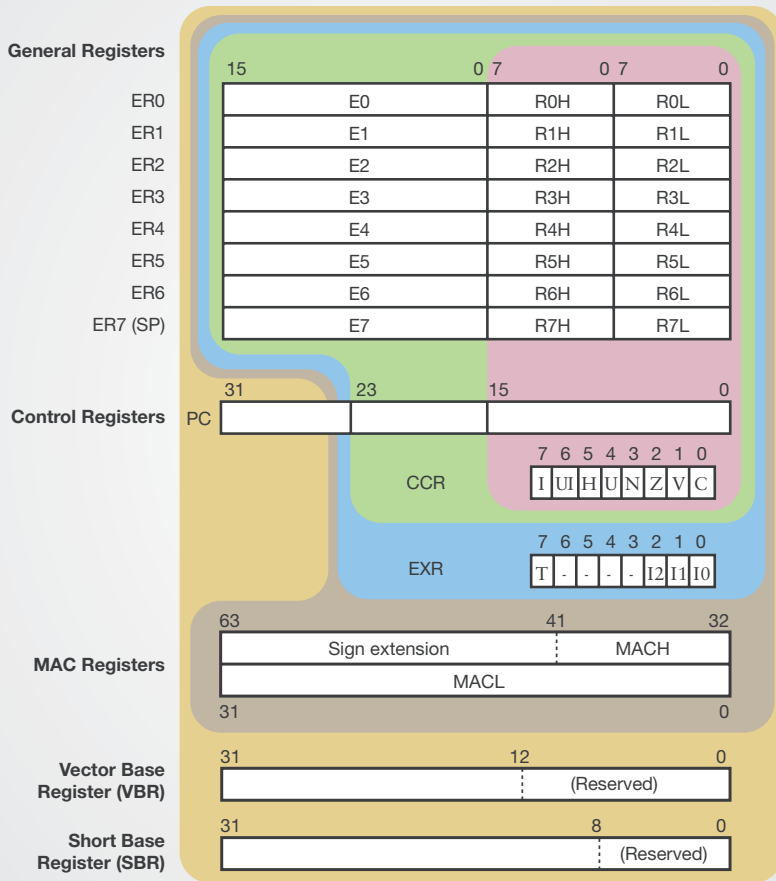 General Registers
15 0 7 0 7 0
ER0 E0 R0H R0L
ER1 E1 R1H R1L
ER2 E2 R2H R2L
ER3 E3 R3H R3L
ER4 E4 R4H R4L
ER5 E5 R5H R5L
ER6 E6 R6H R6L
ER7 (SP) E7 R7H R7L
31 23 15 0
Control Registers PC
7 6 5 4 3 2 1 0
CCR I UI H U N Z V C
7 6 5 4 3 2 1 0
EXR T - - - - I2 I1 I0
63 41 32
MAC Registers
Sign extension MACH
MACL
31 0
31 12 0
Vector Base
Register (VBR)
(Reserved)
31 8 0
Short Base
Register (SBR)
(Reserved)